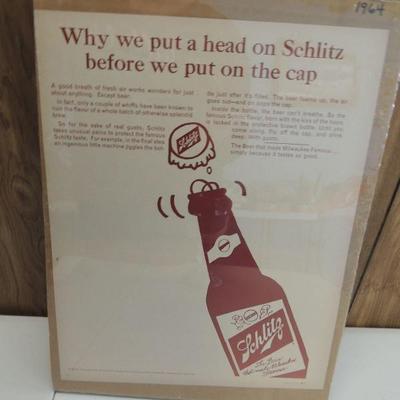 1964
Why we put a head on Schlitz
before we put on the cap
A good breath of fresh air works wonders for just
about anything. Except beer.
In fact, only a couple of whiffs have been known to
ruin the flavor of a whole batch of otherwise splendid
brew.
So for the sake of real gusto, Schlitz
takes unusual pains to protect the famous
Schlitz taste. For example, in the final step
an ingenious little machine jiggles the bot-
tle just after it's filled. The beer foams up, the air
goes out—and on pops the cap.
Inside the bottle, the beer can't breathe. So the
famous Schlitz flavor, born with the kiss of the hops,
is locked in the protective brown bottle. Until you
come along. Pry off the cap, and drink
deep. With gusto.
The Beer that made Milwaukee Famous...
simply because it tastes so good.
Schlitz
Schlitz
The Beer
that made Milwaukee
Famous